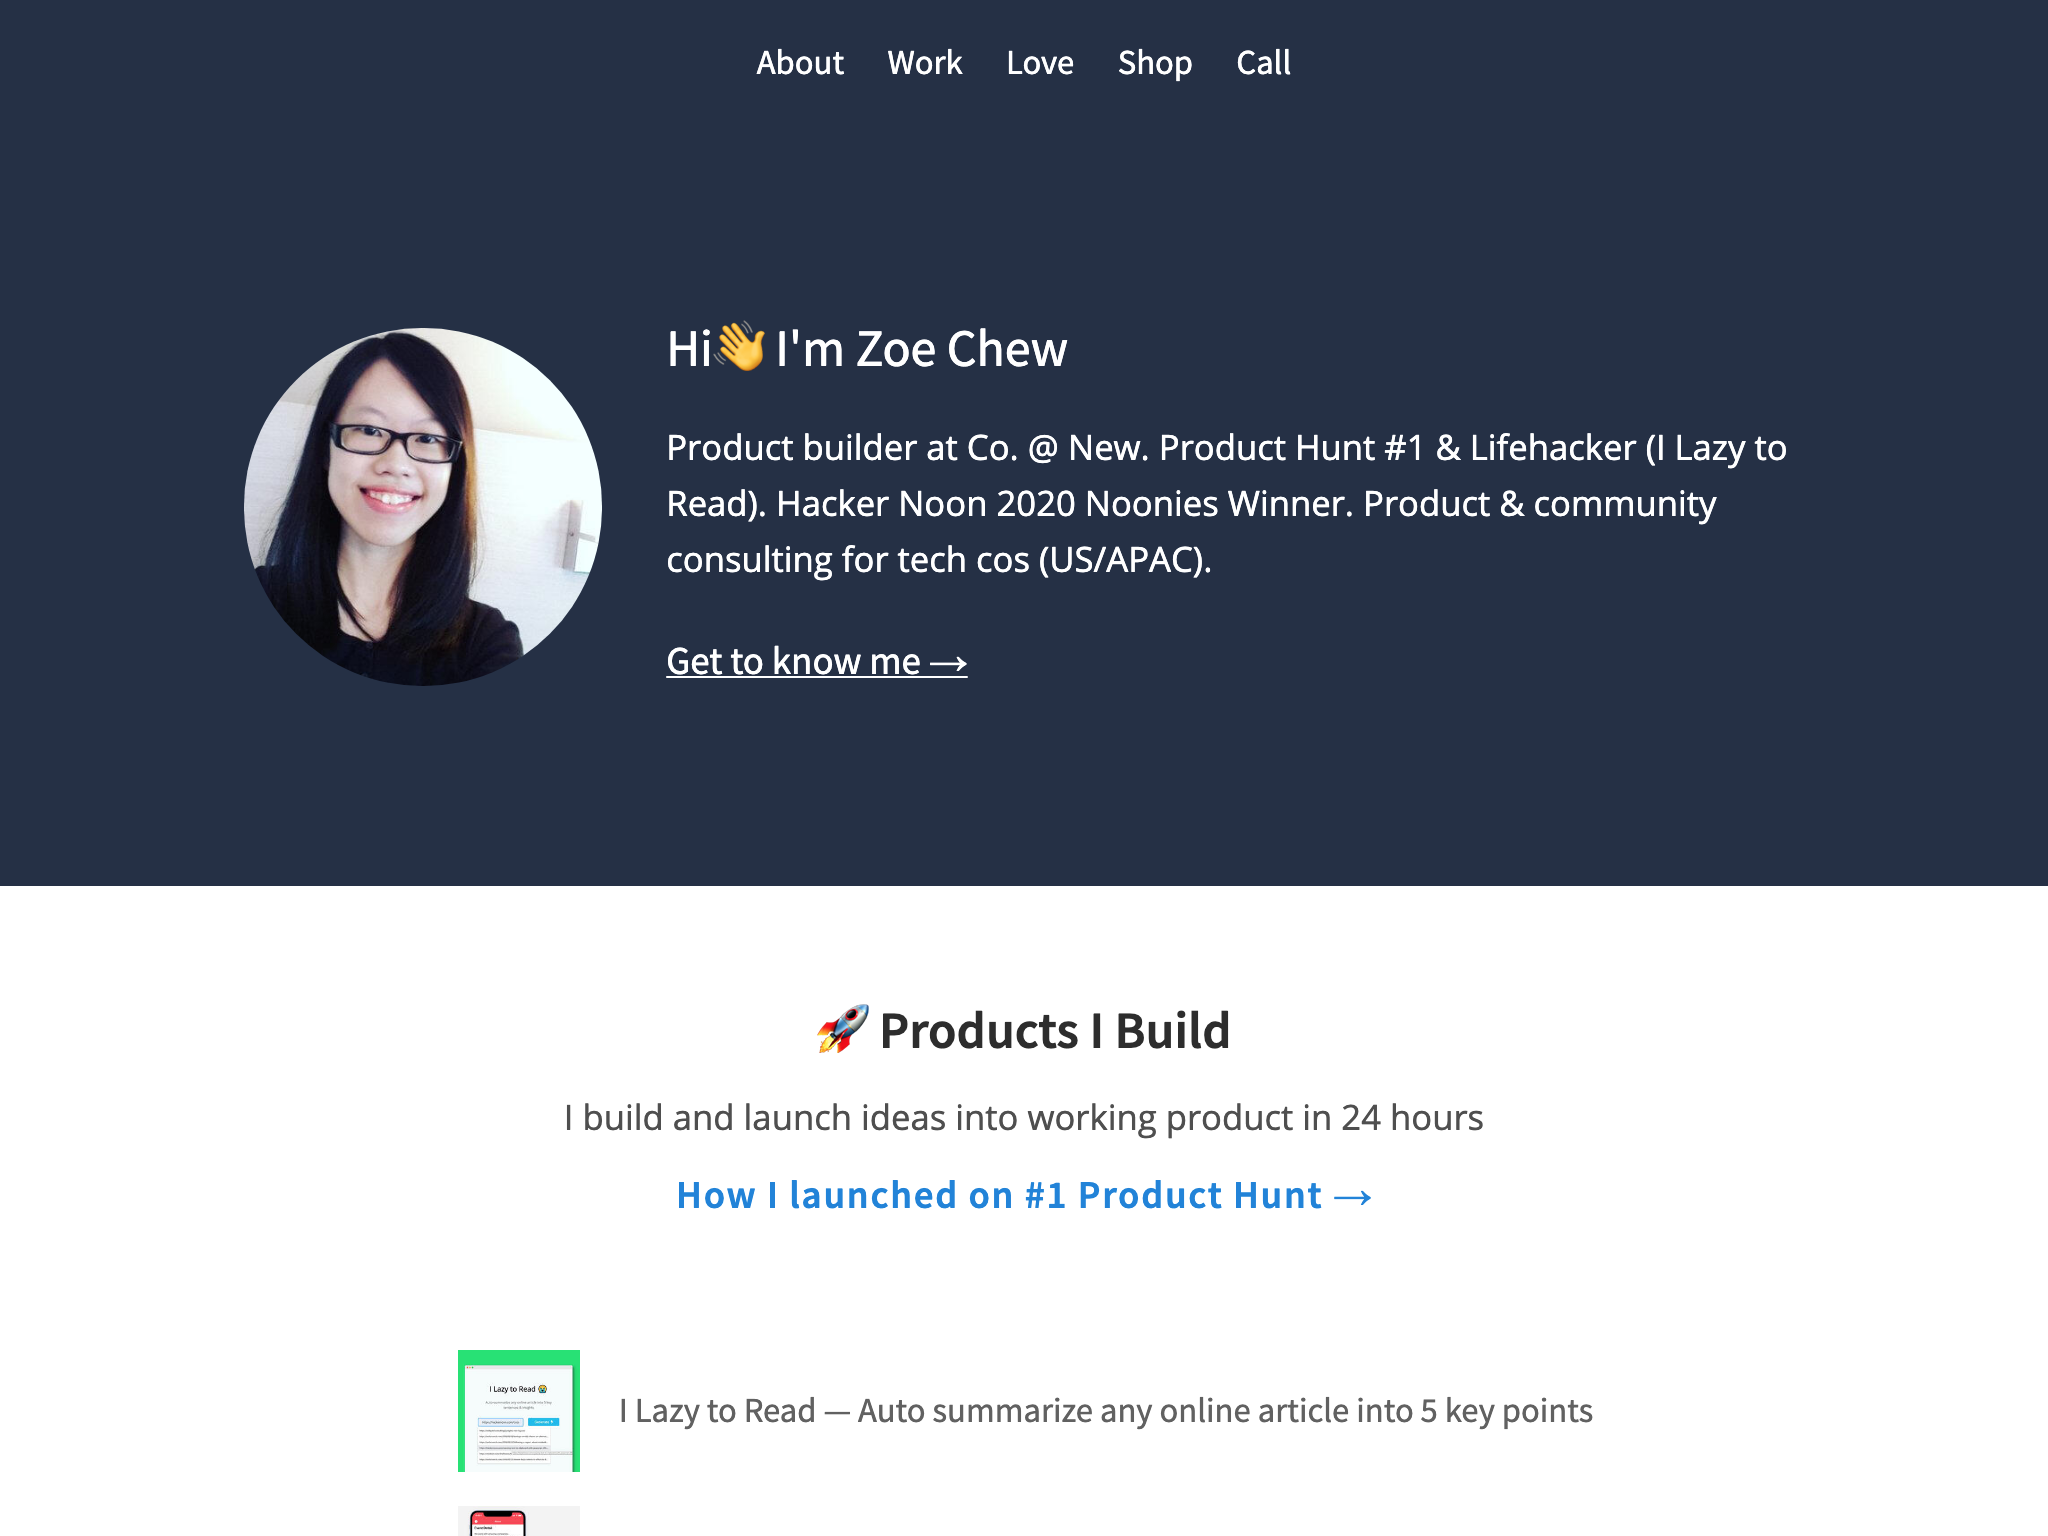 About Work Love Shop Call
Hi👋 I'm Zoe Chew
Product builder at Co. @ New. Product Hunt #1 & Lifehacker (I Lazy to
Read). Hacker Noon 2020 Noonies Winner. Product & community
consulting for tech cos (US/APAC).
Get to know me →
🚀 Products I Build
I build and launch ideas into working product in 24 hours
How I launched on #1 Product Hunt →
I Lazy to Read 😭
I Lazy to Read — Auto summarize any online article into 5 key points